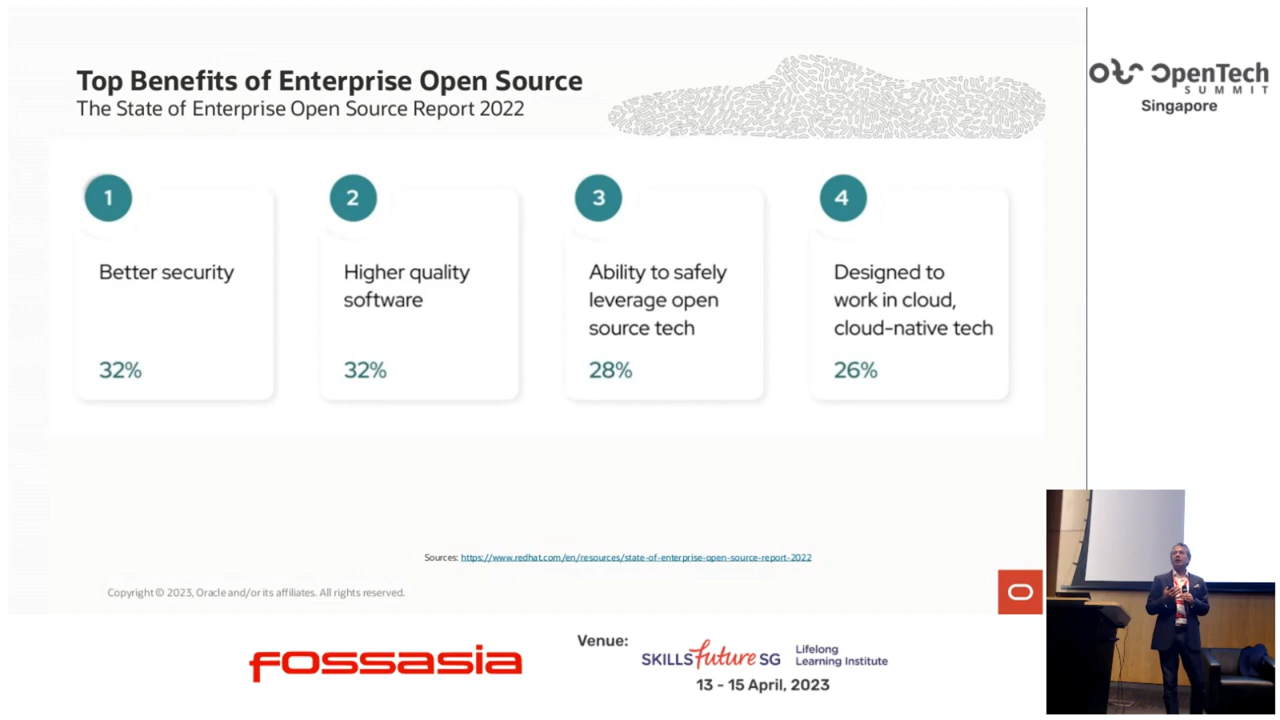 Top Benefits of Enterprise Open Source
The State of Enterprise Open Source Report 2022
1
Better security
32%
2
Higher quality
software
32%
3
Ability to safely
leverage open
source tech
28%
4
Designed to
work in cloud,
cloud-native tech
26%
Sources: https://www.redhat.com/en/resources/state-of-enterprise-open-source-report-2022
Copyright © 2023, Oracle and/or its affiliates. All rights reserved.
OpenTech
SUMMIT
Singapore
fossasia
Venue:
SKILLSfuture SG
Lifelong
Learning Institute
13 - 15 April, 2023